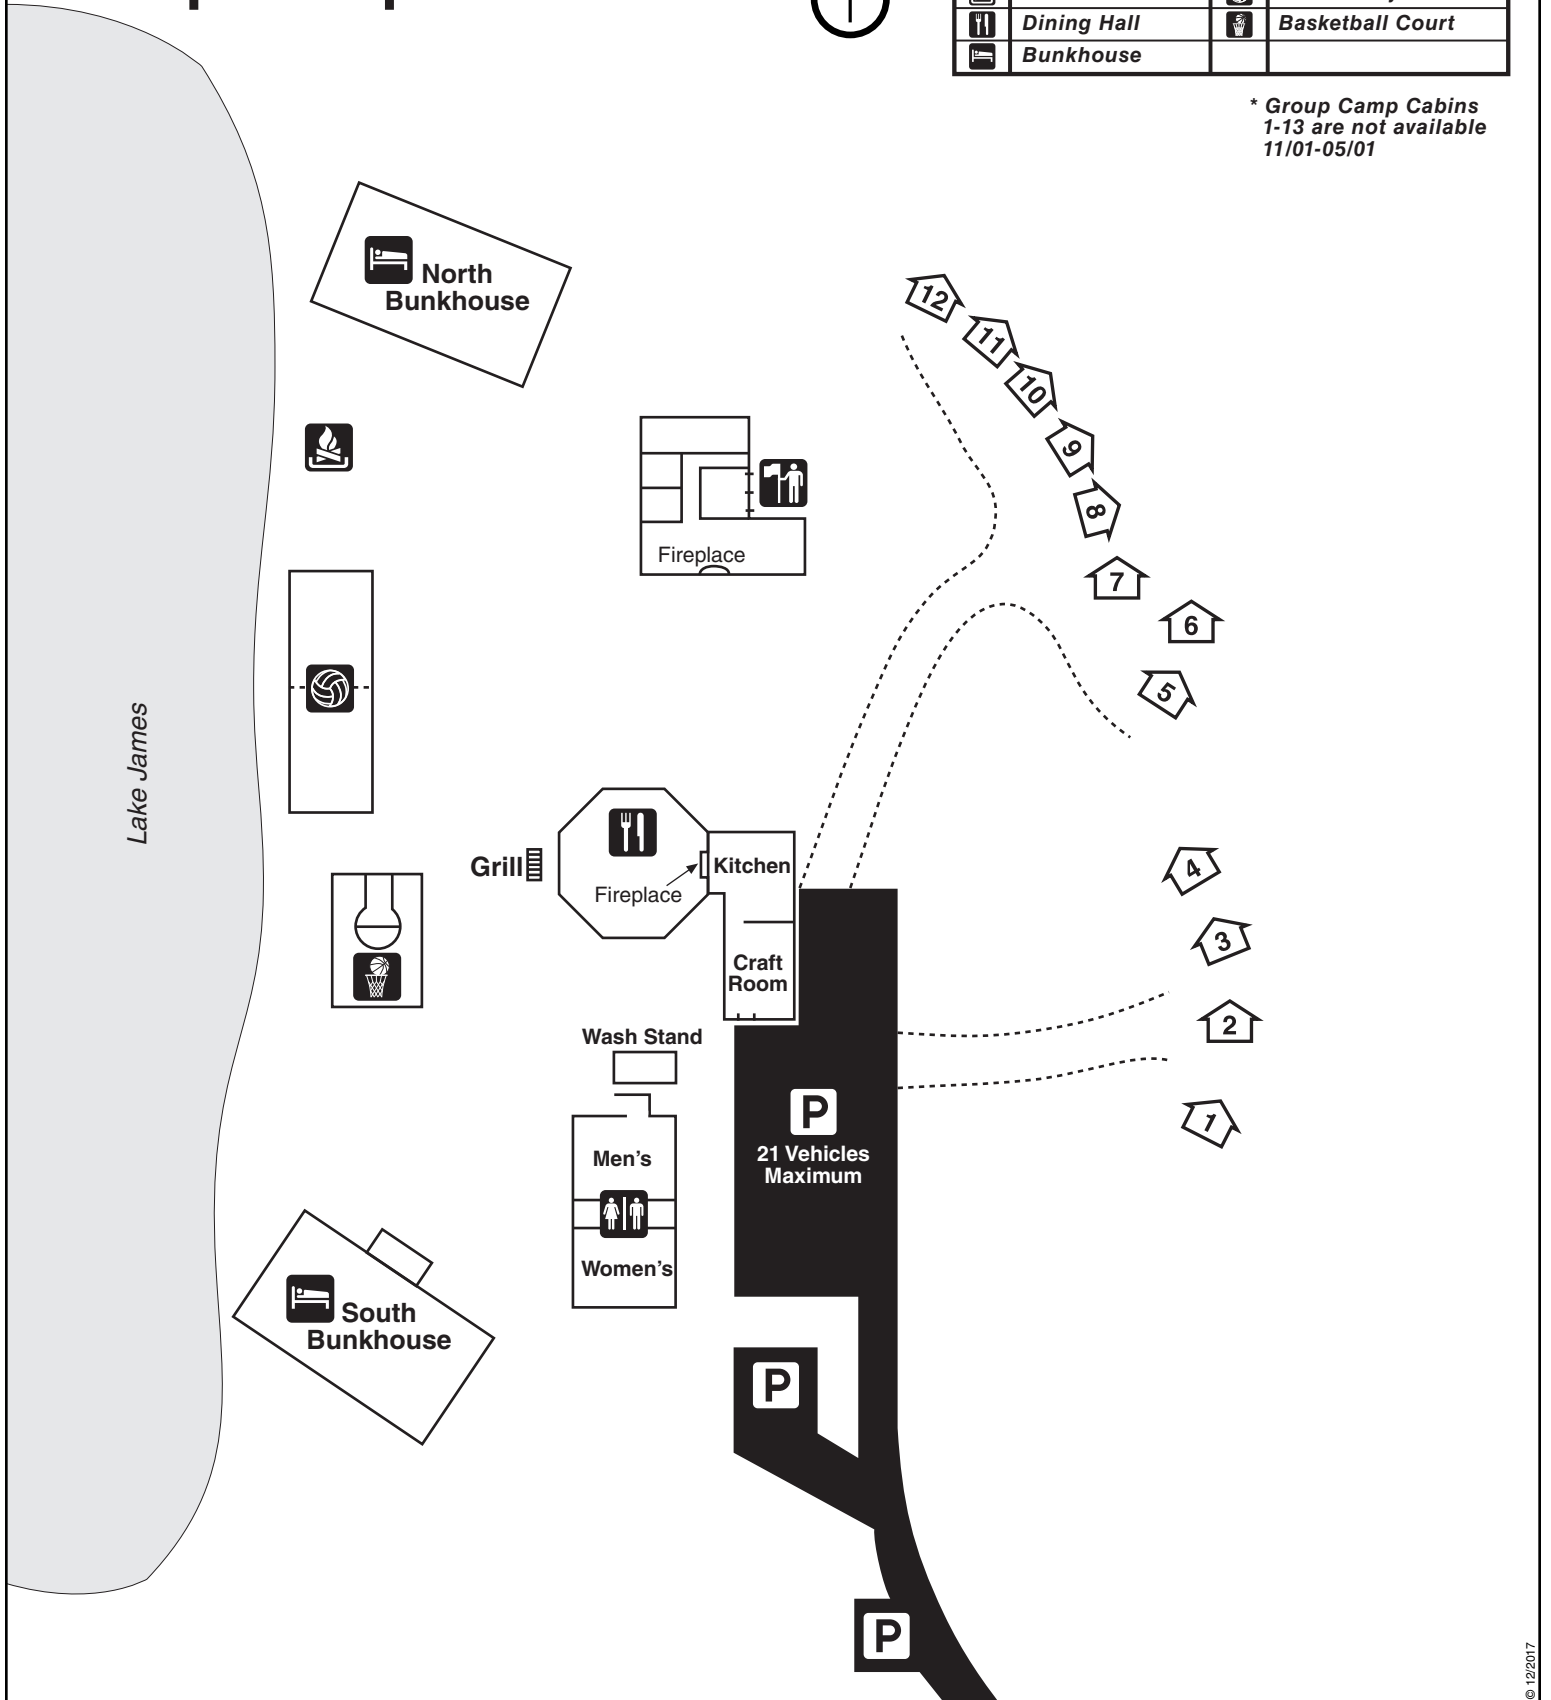 Dining Hall
Basketball Court
Bunkhouse
* Group Camp Cabins
1-13 are not available
11/01-05/01
North
Bunkhouse
12
11
10
9
8
7
6
5
Fireplace
Lake James
Grill
Kitchen
Fireplace
4
3
Craft
Room
2
Wash Stand
P
21 Vehicles
Maximum
1
Men's
Women's
South
Bunkhouse
P
P
© 12/2017